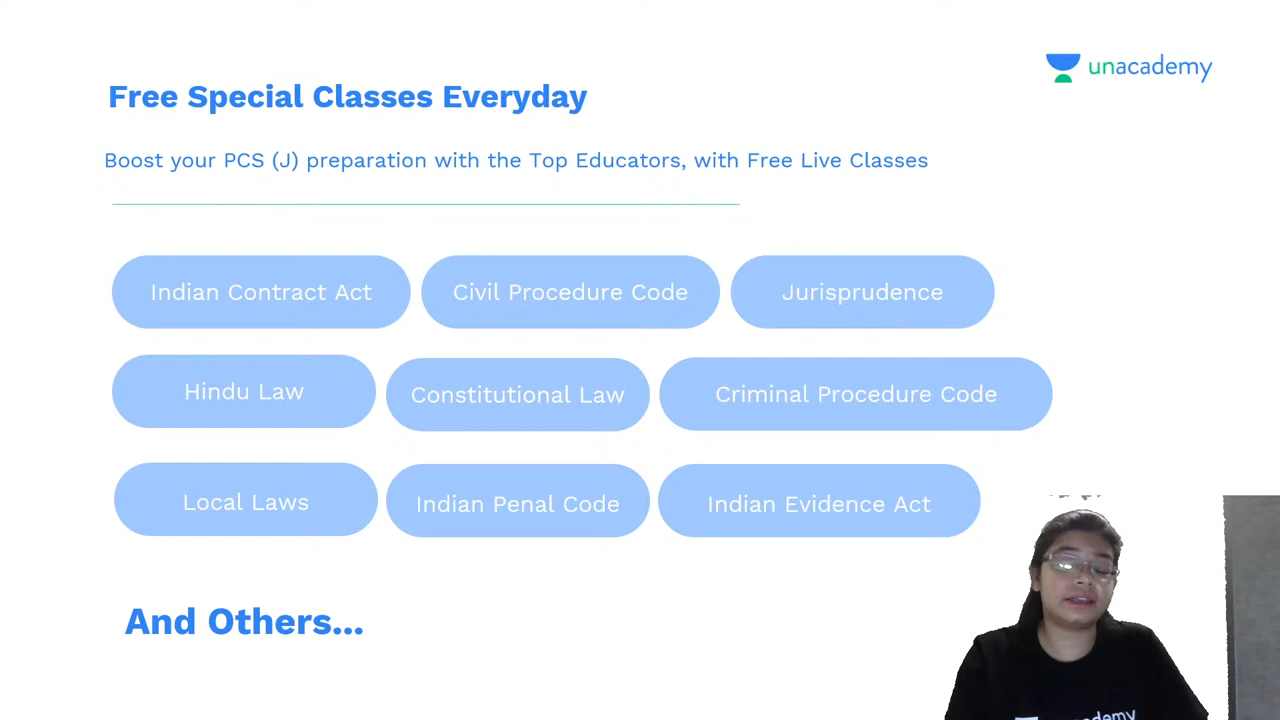 unacademy
Free Special Classes Everyday
Boost your PCS (J) preparation with the Top Educators, with Free Live Classes
Indian Contract Act
Civil Procedure Code
Jurisprudence
Hindu Law
Constitutional Law
Criminal Procedure Code
Local Laws
Indian Penal Code
Indian Evidence Act
And Others...